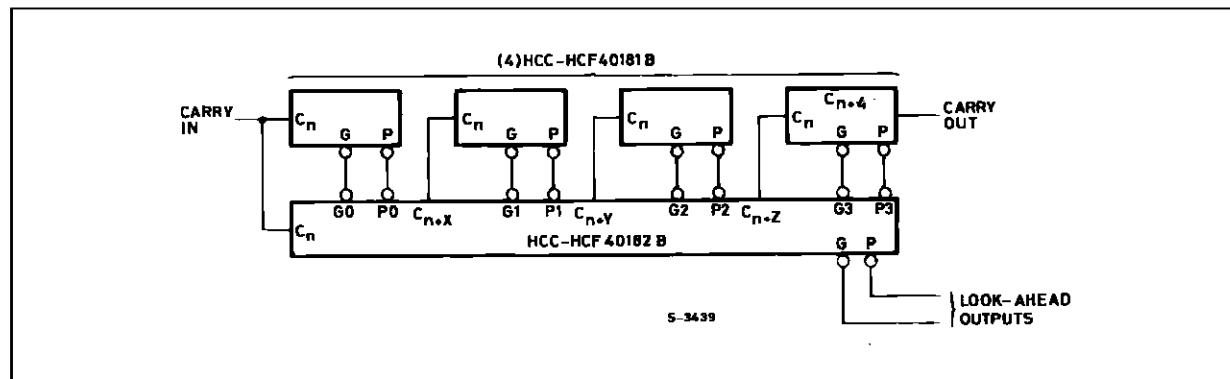 (4)HCC-HCF40181B
CARRY IN
Cn G P
Cn G P
Cn G P
Cn Cn+4 G P
CARRY OUT
G0 P0 Cn+X G1 P1 Cn+Y G2 P2 Cn+Z G3 P3
Cn
HCC-HCF40182B
G P
LOOK-AHEAD
OUTPUTS
S-3439